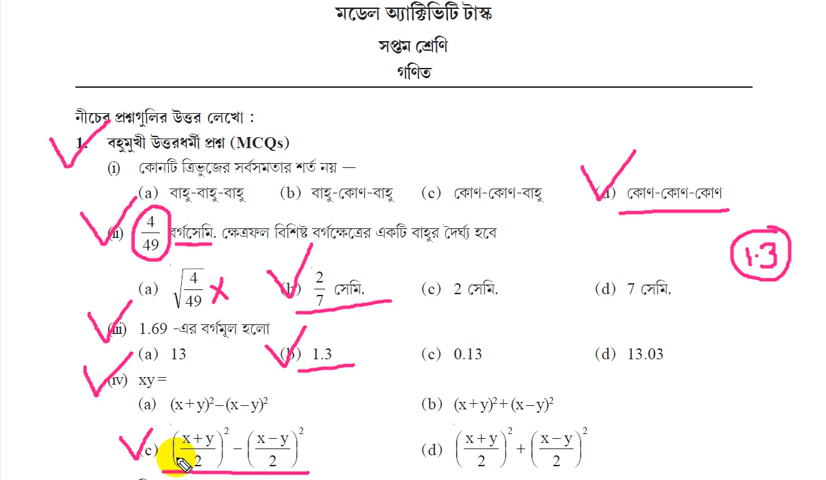 মডেল অ্যাক্টিভিটি টাস্ক
সপ্তম শ্রেণি
গণিত
নীচের প্রশ্নগুলির উত্তর লেখো :
1. বহুমুখী উত্তরধর্মী প্রশ্ন (MCQs)
(i) কোনটি ত্রিভুজের সর্বসমতার শর্ত নয় —
(a) বাহু-বাহু-বাহু (b) বাহু-কোণ-বাহু (c) কোণ-কোণ-বাহু (d) কোণ-কোণ-কোণ
(ii) 4/49 বর্গসেমি. ক্ষেত্রফল বিশিষ্ট বর্গক্ষেত্রের একটি বাহুর দৈর্ঘ্য হবে
1.3
(a) √(4/49) x (b) 2/7 সেমি. (c) 2 সেমি. (d) 7 সেমি.
(iii) 1.69 -এর বর্গমূল হলো
(a) 13 (b) 1.3 (c) 0.13 (d) 13.03
(iv) xy=
(a) (x+y)²−(x−y)² (b) (x+y)²+(x−y)²
(c) ((x+y)/2)² − ((x−y)/2)² (d) ((x+y)/2)² + ((x−y)/2)²